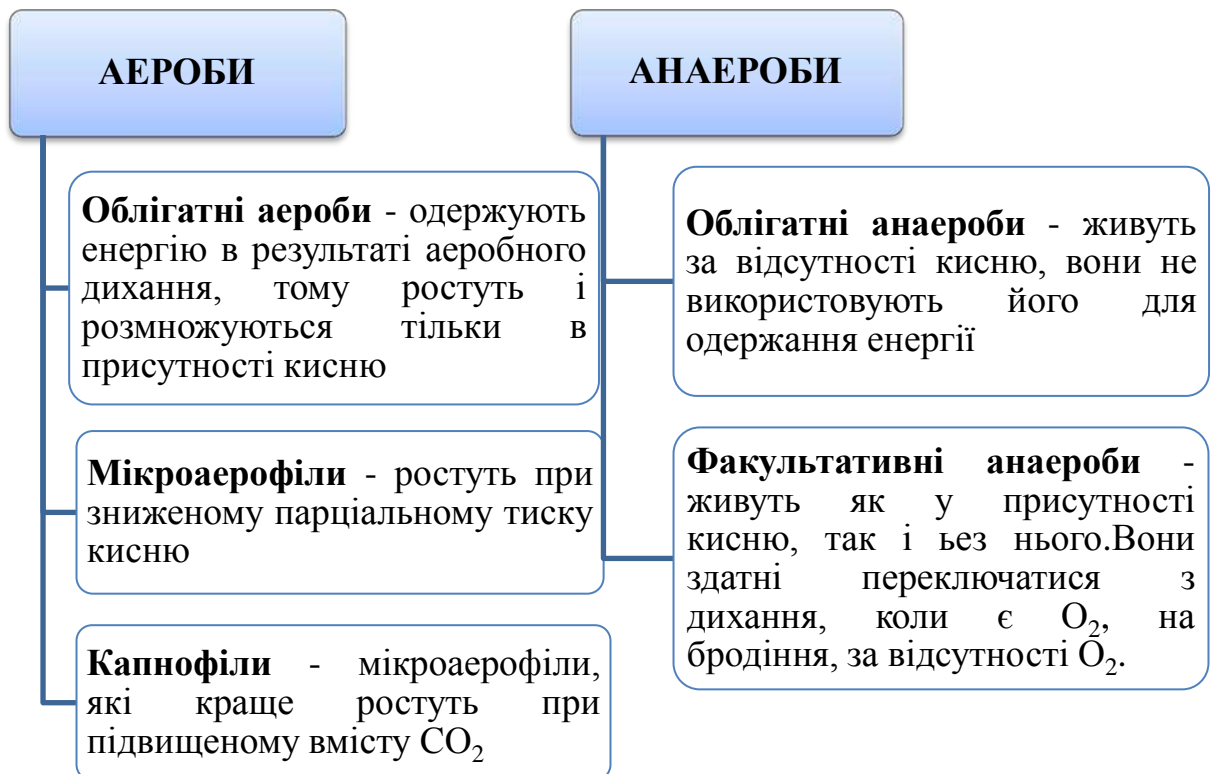 АЕРОБИ
Облігатні аероби - одержують
енергію в результаті аеробного
дихання, тому ростуть і
розмножуються тільки в
присутності кисню
Мікроаерофіли - ростуть при
зниженому парціальному тиску
кисню
Капнофіли - мікроаерофіли,
які краще ростуть при
підвищеному вмісту CO₂
АНАЕРОБИ
Облігатні анаероби - живуть
за відсутності кисню, вони не
використовують його для
одержання енергії
Факультативні анаероби -
живуть як у присутності
кисню, так і ьез нього.Вони
здатні переключатися з
дихання, коли є O₂, на
бродіння, за відсутності O₂.